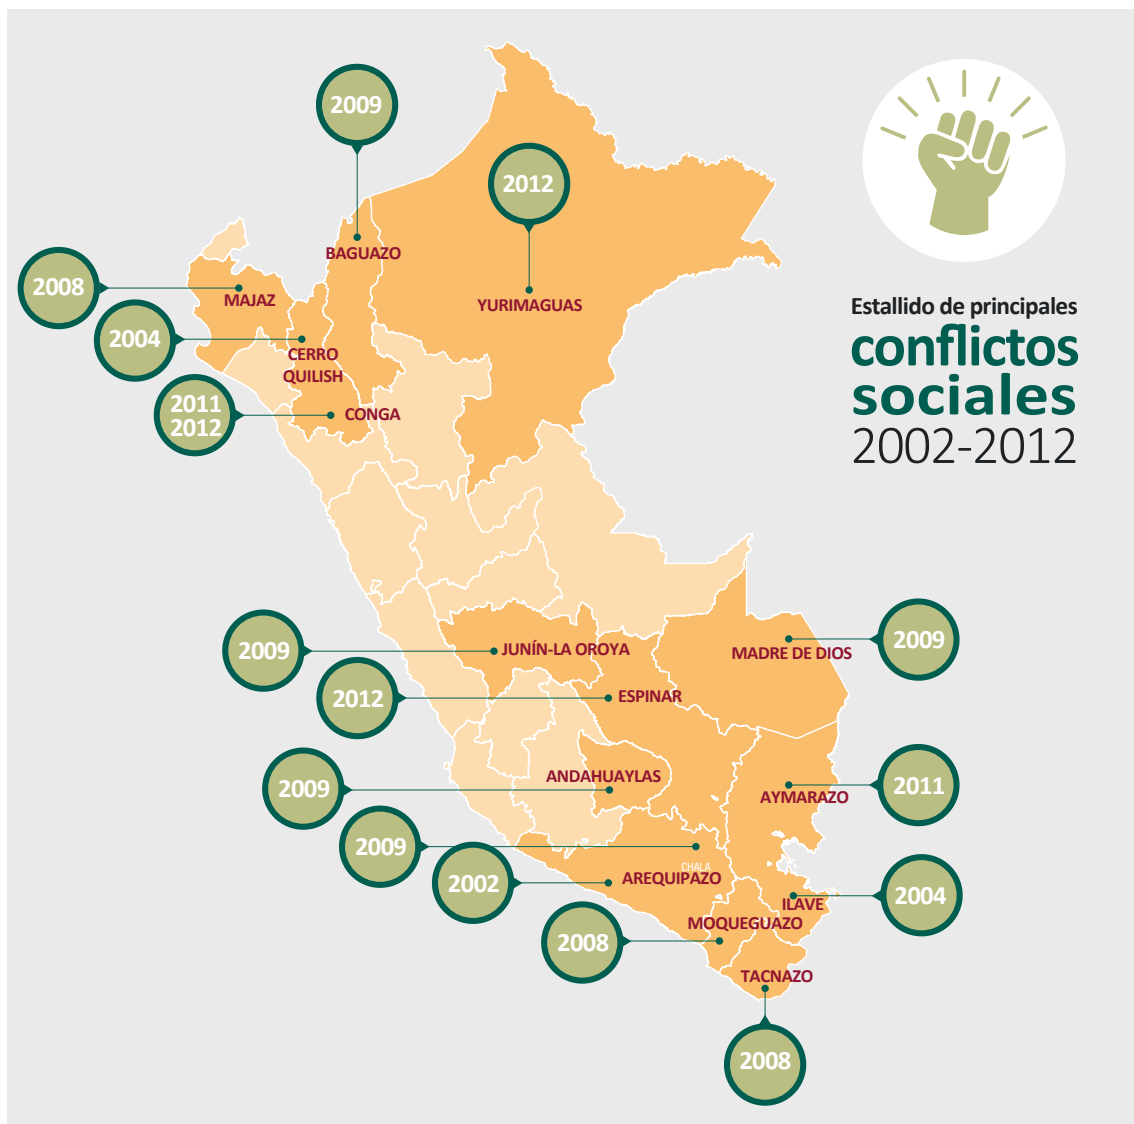 Estallido de principales
conflictos
sociales
2002-2012
2009
BAGUAZO
2012
YURIMAGUAS
2008
MAJAZ
2004
CERRO
QUILISH
2011
2012
CONGA
2009
JUNÍN-LA OROYA
2009
MADRE DE DIOS
2012
ESPINAR
2009
ANDAHUAYLAS
2011
AYMARAZO
2009
CHALA
2002
AREQUIPAZO
2004
ILAVE
2008
MOQUEGUAZO
TACNAZO
2008